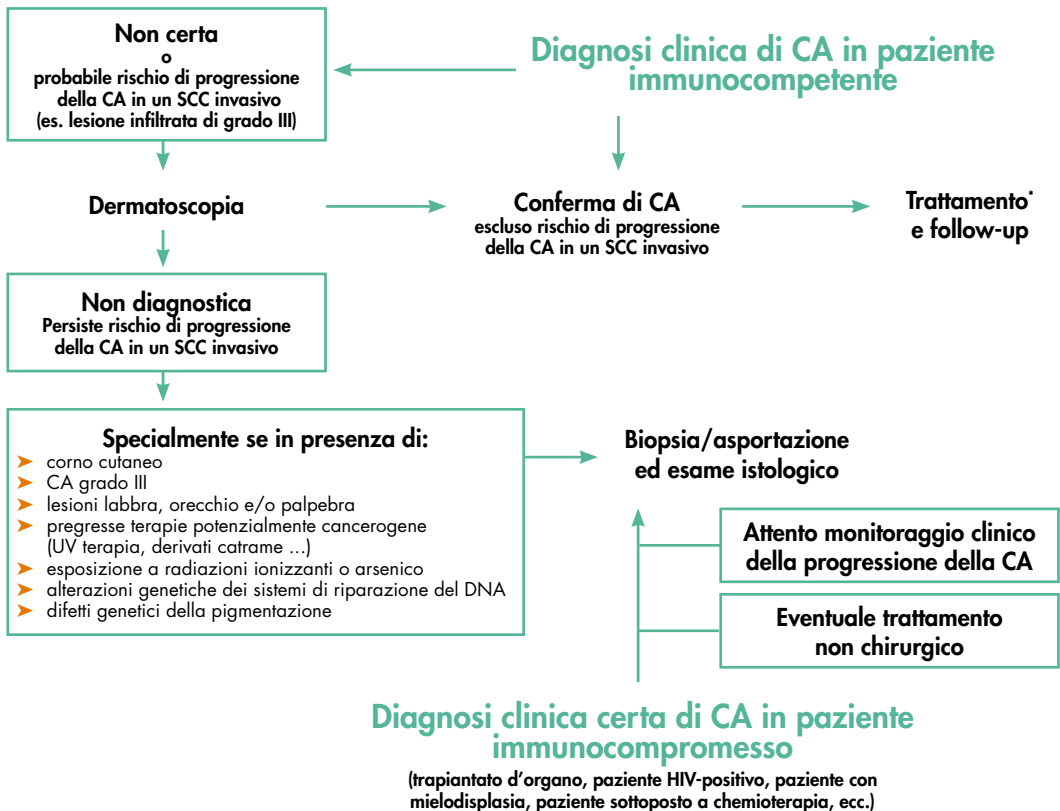 Non certa
o
probabile rischio di progressione
della CA in un SCC invasivo
(es. lesione infiltrata di grado III)
Diagnosi clinica di CA in paziente
immunocompetente
Dermatoscopia
Conferma di CA
escluso rischio di progressione
della CA in un SCC invasivo
Trattamento*
e follow-up
Non diagnostica
Persiste rischio di progressione
della CA in un SCC invasivo
Specialmente se in presenza di:
➤ corno cutaneo
➤ CA grado III
➤ lesioni labbra, orecchio e/o palpebra
➤ pregresse terapie potenzialmente cancerogene
(UV terapia, derivati catrame ...)
➤ esposizione a radiazioni ionizzanti o arsenico
➤ alterazioni genetiche dei sistemi di riparazione del DNA
➤ difetti genetici della pigmentazione
Biopsia/asportazione
ed esame istologico
Attento monitoraggio clinico
della progressione della CA
Eventuale trattamento
non chirurgico
Diagnosi clinica certa di CA in paziente
immunocompromesso
(trapiantato d'organo, paziente HIV-positivo, paziente con
mielodisplasia, paziente sottoposto a chemioterapia, ecc.)